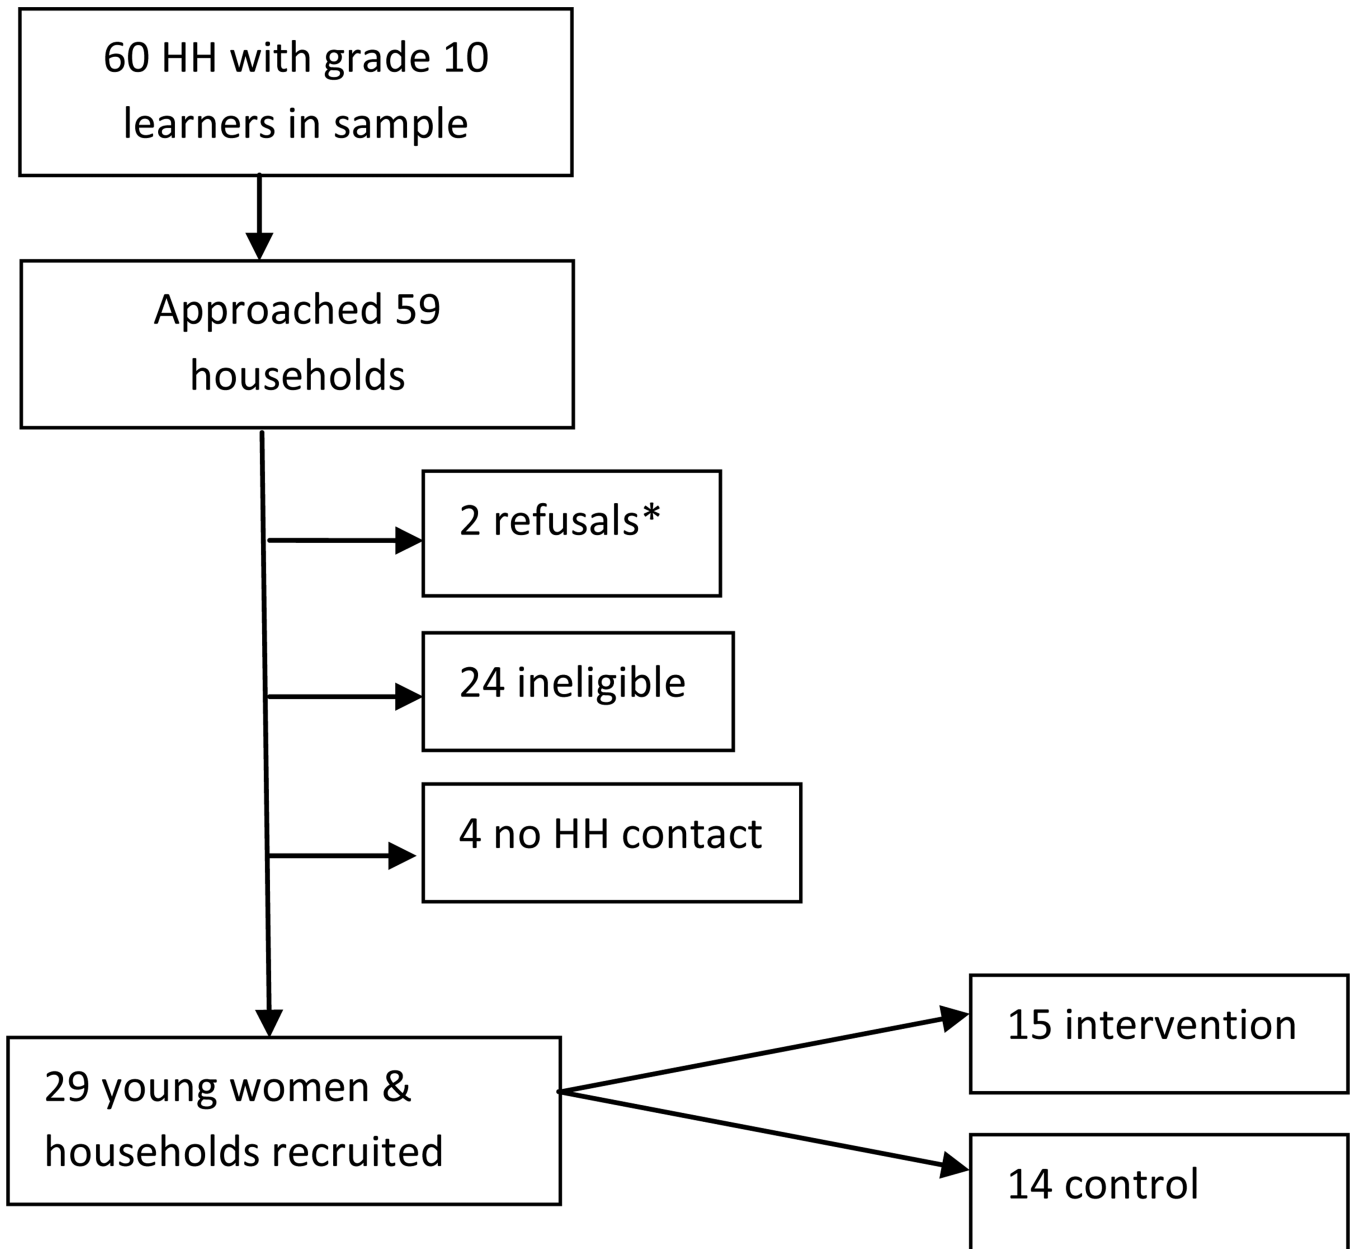 60 HH with grade 10
learners in sample
Approached 59
households
2 refusals*
24 ineligible
4 no HH contact
29 young women &
households recruited
15 intervention
14 control